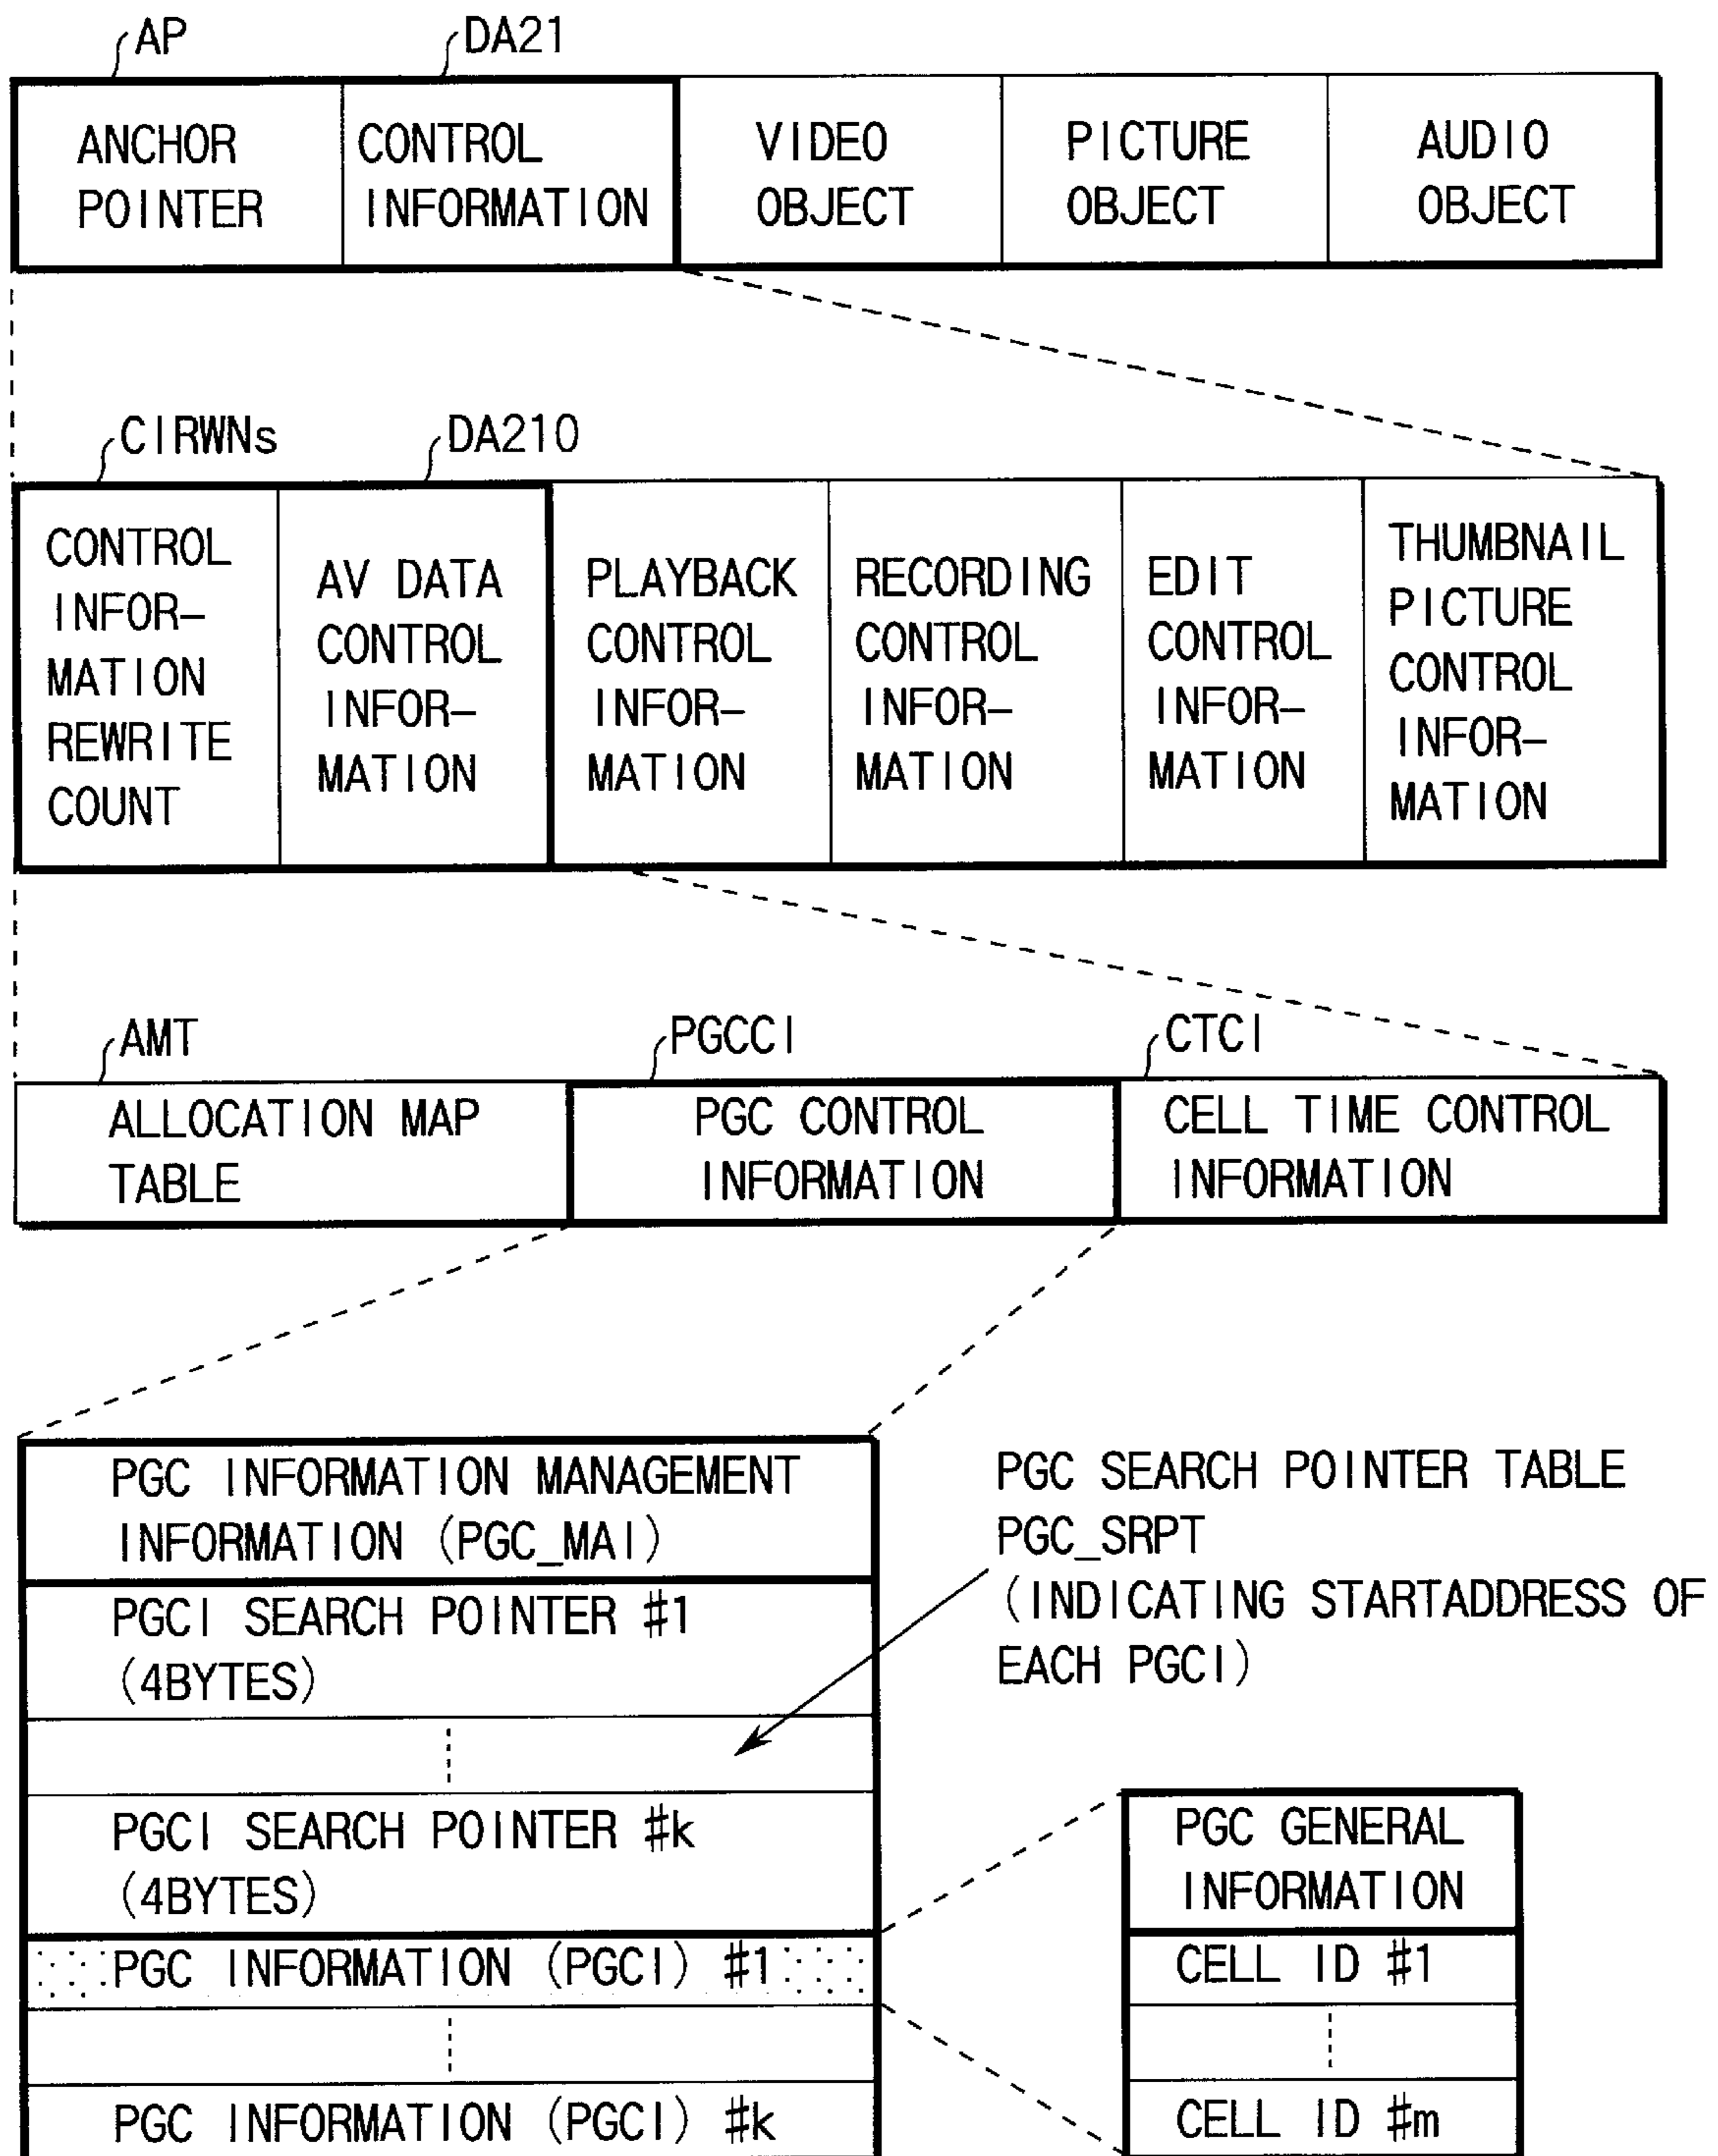 AP
DA21
ANCHOR
POINTER
CONTROL
INFORMATION
VIDEO
OBJECT
PICTURE
OBJECT
AUDIO
OBJECT
CIRWNs
DA210
CONTROL
INFOR-
MATION
REWRITE
COUNT
AV DATA
CONTROL
INFOR-
MATION
PLAYBACK
CONTROL
INFOR-
MATION
RECORDING
CONTROL
INFOR-
MATION
EDIT
CONTROL
INFOR-
MATION
THUMBNAIL
PICTURE
CONTROL
INFOR-
MATION
AMT
PGCCI
CTCI
ALLOCATION MAP
TABLE
PGC CONTROL
INFORMATION
CELL TIME CONTROL
INFORMATION
PGC INFORMATION MANAGEMENT
INFORMATION (PGC_MAI)
PGCI SEARCH POINTER #1
(4BYTES)
PGCI SEARCH POINTER #k
(4BYTES)
PGC INFORMATION (PGCI) #1
PGC INFORMATION (PGCI) #k
PGC SEARCH POINTER TABLE
PGC_SRPT
(INDICATING STARTADDRESS OF
EACH PGCI)
PGC GENERAL
INFORMATION
CELL ID #1
CELL ID #m